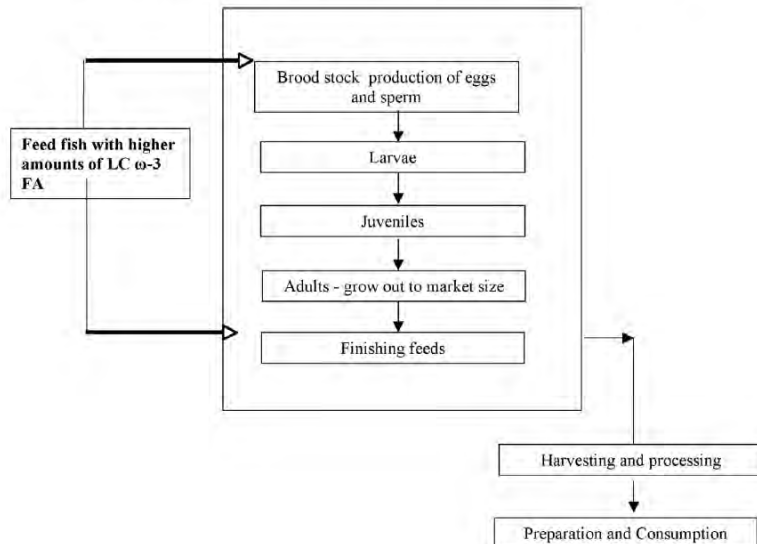 Brood stock production of eggs
and sperm
Feed fish with higher
amounts of LC ω-3
FA
Larvae
Juveniles
Adults - grow out to market size
Finishing feeds
Harvesting and processing
Preparation and Consumption